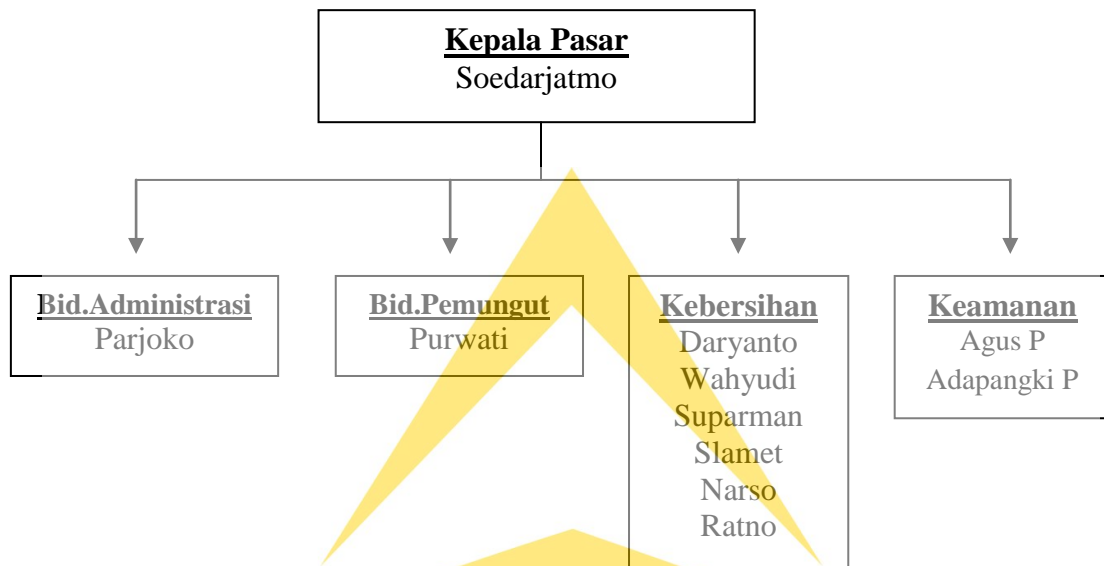 Kepala Pasar
Soedarjatmo
Bid.Administrasi
Parjoko
Bid.Pemungut
Purwati
Kebersihan
Daryanto
Wahyudi
Suparman
Slamet
Narso
Ratno
Keamanan
Agus P
Adapangki P